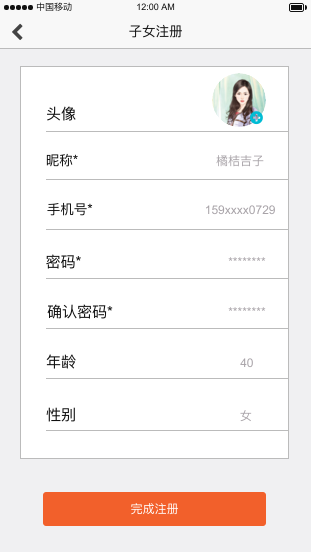 中国移动 12:00 AM
子女注册
头像
昵称* 橘桔吉子
手机号* 159xxxx0729
密码* ********
确认密码* ********
年龄 40
性别 女
完成注册